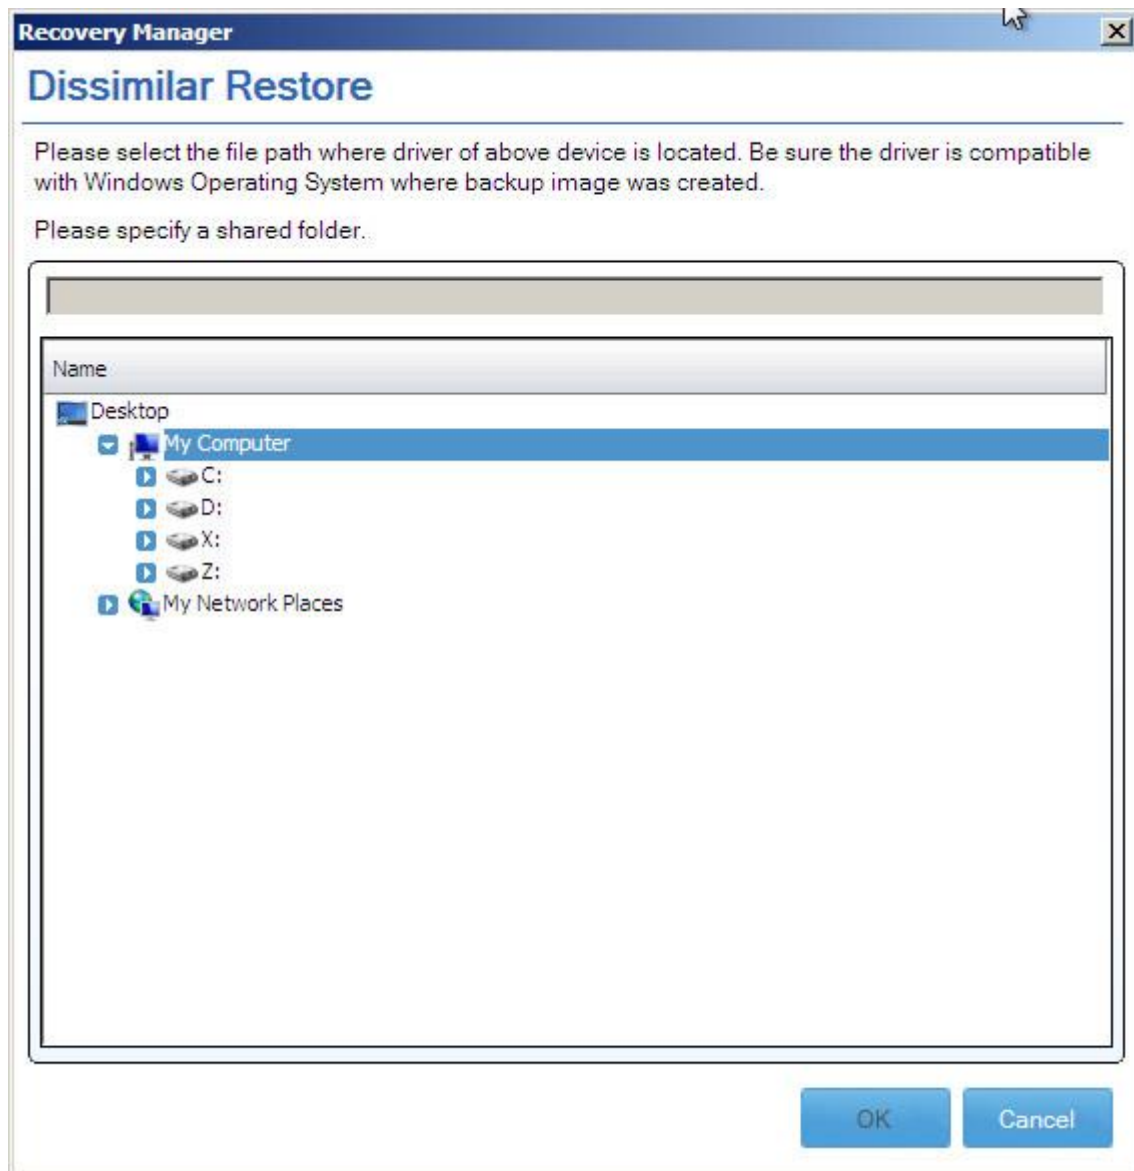 Recovery Manager
Dissimilar Restore
Please select the file path where driver of above device is located. Be sure the driver is compatible
with Windows Operating System where backup image was created.
Please specify a shared folder.
Name
Desktop
My Computer
C:
D:
X:
Z:
My Network Places
OK
Cancel